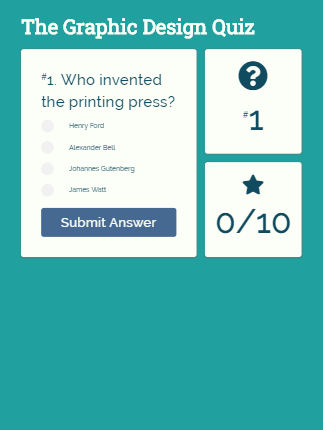 The Graphic Design Quiz
#1. Who invented
the printing press?
Henry Ford
Alexander Bell
Johannes Gutenberg
James Watt
Submit Answer
#1
0/10